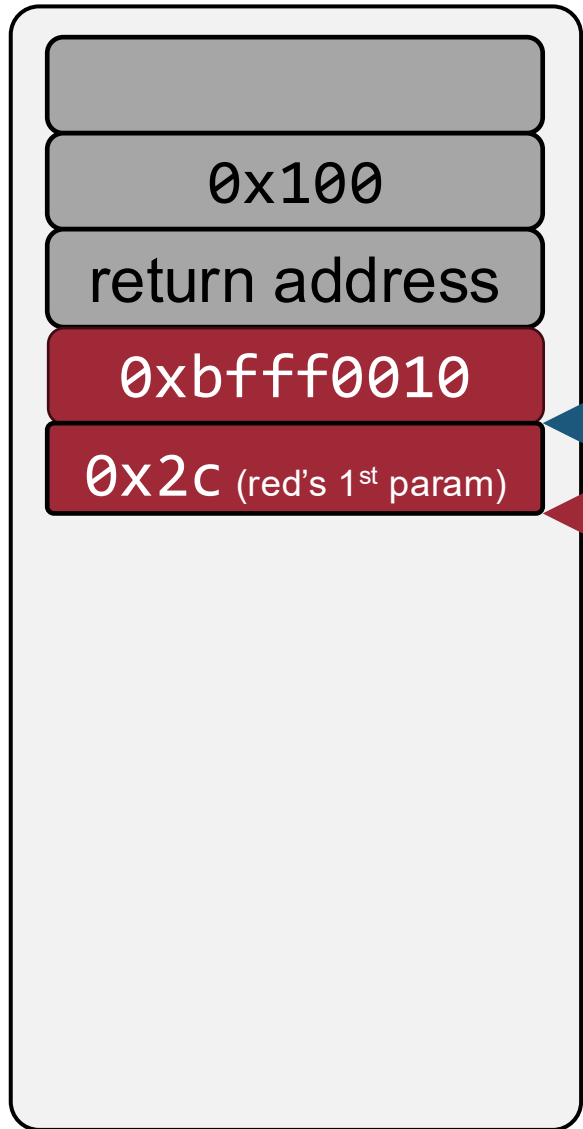 0x100
return address
0xbfff0010
0x2c (red’s 1st param)